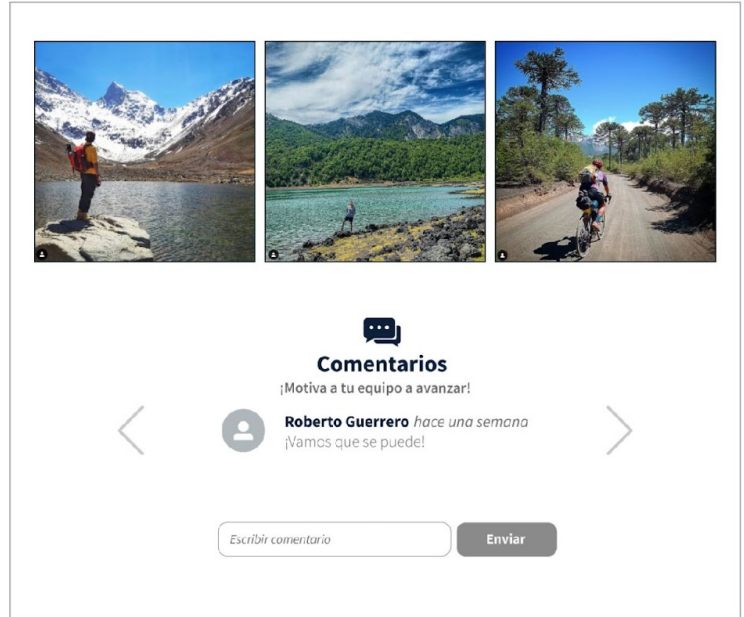 Comentarios
¡Motiva a tu equipo a avanzar!
Roberto Guerrero hace una semana
¡Vamos que se puede!
Escribir comentario
Enviar